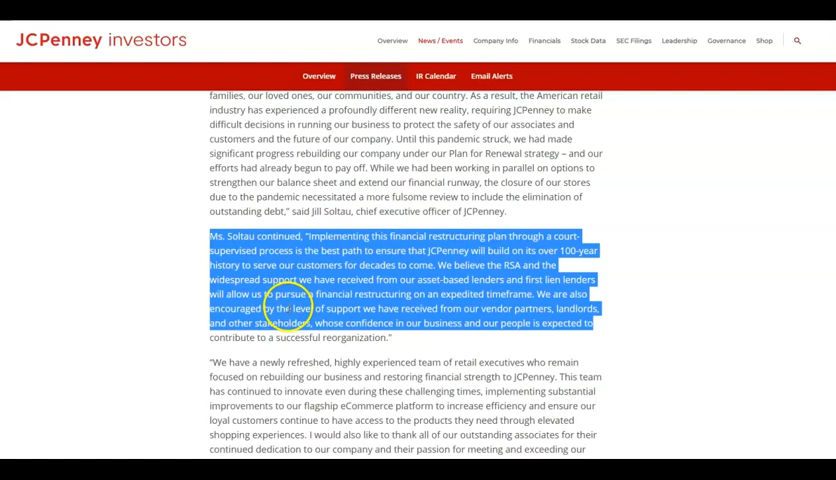 JCPenney investors
Overview News / Events Company Info Financials Stock Data SEC Filings Leadership Governance Shop
Overview Press Releases IR Calendar Email Alerts
families, our loved ones, our communities, and our country. As a result, the American retail
industry has experienced a profoundly different new reality, requiring JCPenney to make
difficult decisions in running our business to protect the safety of our associates and
customers and the future of our company. Until this pandemic struck, we had made
significant progress rebuilding our company under our Plan for Renewal strategy – and our
efforts had already begun to pay off. While we had been working in parallel on options to
strengthen our balance sheet and extend our financial runway, the closure of our stores
due to the pandemic necessitated a more fulsome review to include the elimination of
outstanding debt,” said Jill Soltau, chief executive officer of JCPenney.
Ms. Soltau continued, “Implementing this financial restructuring plan through a court-
supervised process is the best path to ensure that JCPenney will build on its over 100-year
history to serve our customers for decades to come. We believe the RSA and the
widespread support we have received from our asset-based lenders and first lien lenders
will allow us to pursue a financial restructuring on an expedited timeframe. We are also
encouraged by the level of support we have received from our vendor partners, landlords,
and other stakeholders, whose confidence in our business and our people is expected to
contribute to a successful reorganization.”
“We have a newly refreshed, highly experienced team of retail executives who remain
focused on rebuilding our business and restoring financial strength to JCPenney. This team
has continued to innovate even during these challenging times, implementing substantial
improvements to our flagship eCommerce platform to increase efficiency and ensure our
loyal customers continue to have access to the products they need through elevated
shopping experiences. I would also like to thank all of our outstanding associates for their
continued dedication to our company and their passion for meeting and exceeding our